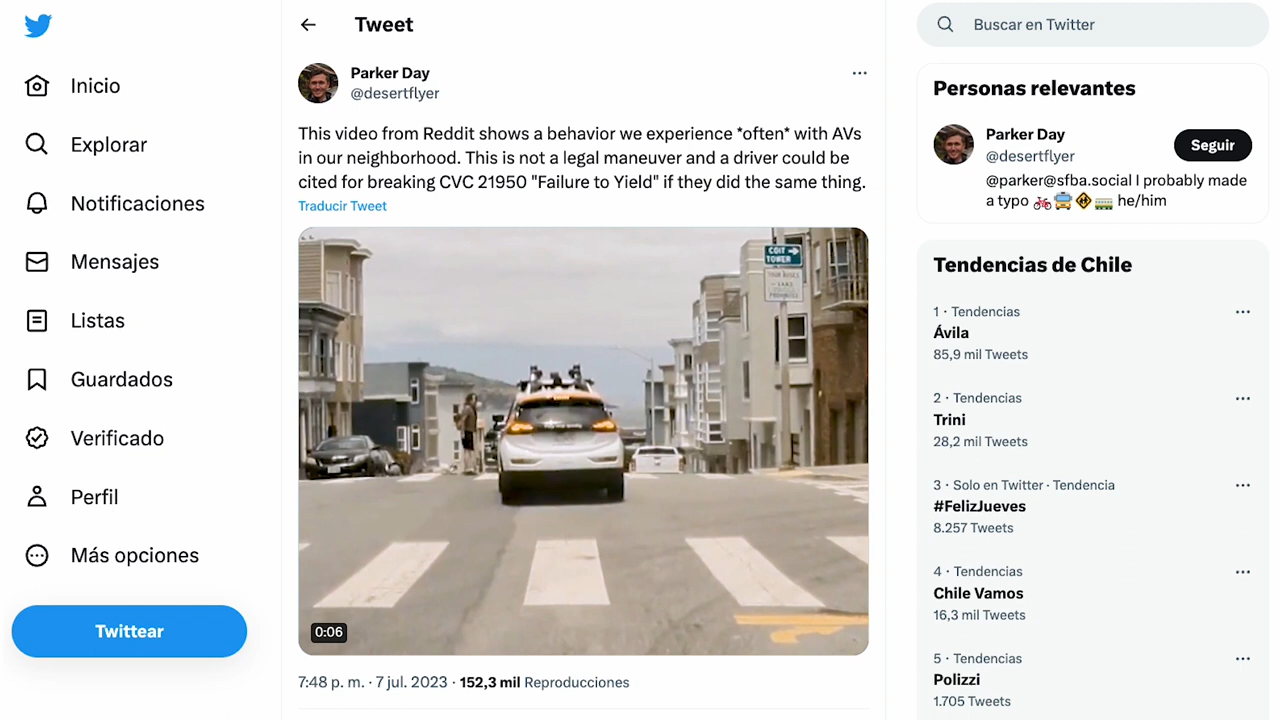 Inicio
Explorar
Notificaciones
Mensajes
Listas
Guardados
Verificado
Perfil
Más opciones
Twittear
Tweet
Parker Day
@desertflyer
This video from Reddit shows a behavior we experience *often* with AVs
in our neighborhood. This is not a legal maneuver and a driver could be
cited for breaking CVC 21950 "Failure to Yield" if they did the same thing.
Traducir Tweet
COIT
TOWER
0:06
7:48 p. m. · 7 jul. 2023 · 152,3 mil Reproducciones
Buscar en Twitter
Personas relevantes
Parker Day
@desertflyer
Seguir
@parker@sfba.social I probably made
a typo 🚲🚎🚸🚃 he/him
Tendencias de Chile
1 · Tendencias
Ávila
85,9 mil Tweets
2 · Tendencias
Trini
28,2 mil Tweets
3 · Solo en Twitter · Tendencia
#FelizJueves
8.257 Tweets
4 · Tendencias
Chile Vamos
16,3 mil Tweets
5 · Tendencias
Polizzi
1.705 Tweets